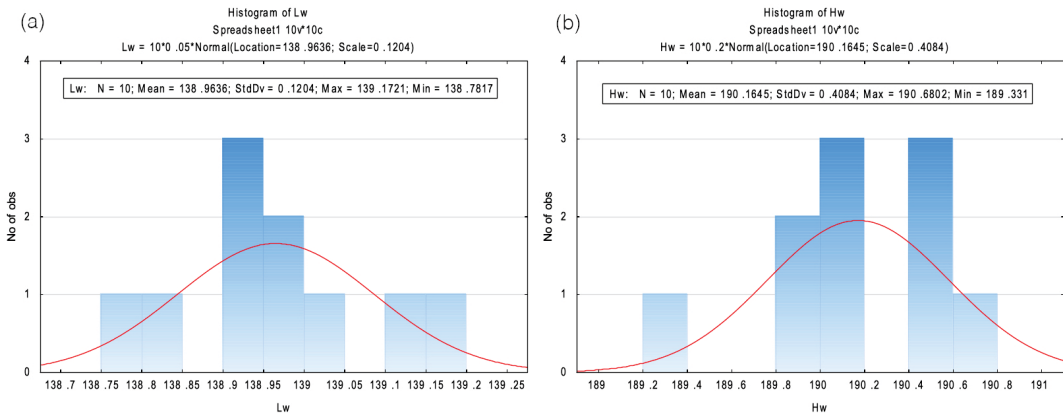 (a)
Histogram of Lw
Spreadsheet1 10v*10c
Lw = 10*0 .05*Normal(Location=138 .9636; Scale=0 .1204)
Lw: N = 10; Mean = 138 .9636; StdDv = 0 .1204; Max = 139 .1721; Min = 138 .7817
4
3
2
1
0
No of obs
138 .7 138 .75 138 .8 138 .85 138 .9 138 .95 139 139 .05 139 .1 139 .15 139 .2 139 .25
Lw
(b)
Histogram of Hw
Spreadsheet1 10v*10c
Hw = 10*0 .2*Normal(Location=190 .1645; Scale=0 .4084)
Hw: N = 10; Mean = 190 .1645; StdDv = 0 .4084; Max = 190 .6802; Min = 189 .331
4
3
2
1
0
No of obs
189 189 .2 189 .4 189 .6 189 .8 190 190 .2 190 .4 190 .6 190 .8 191
Hw